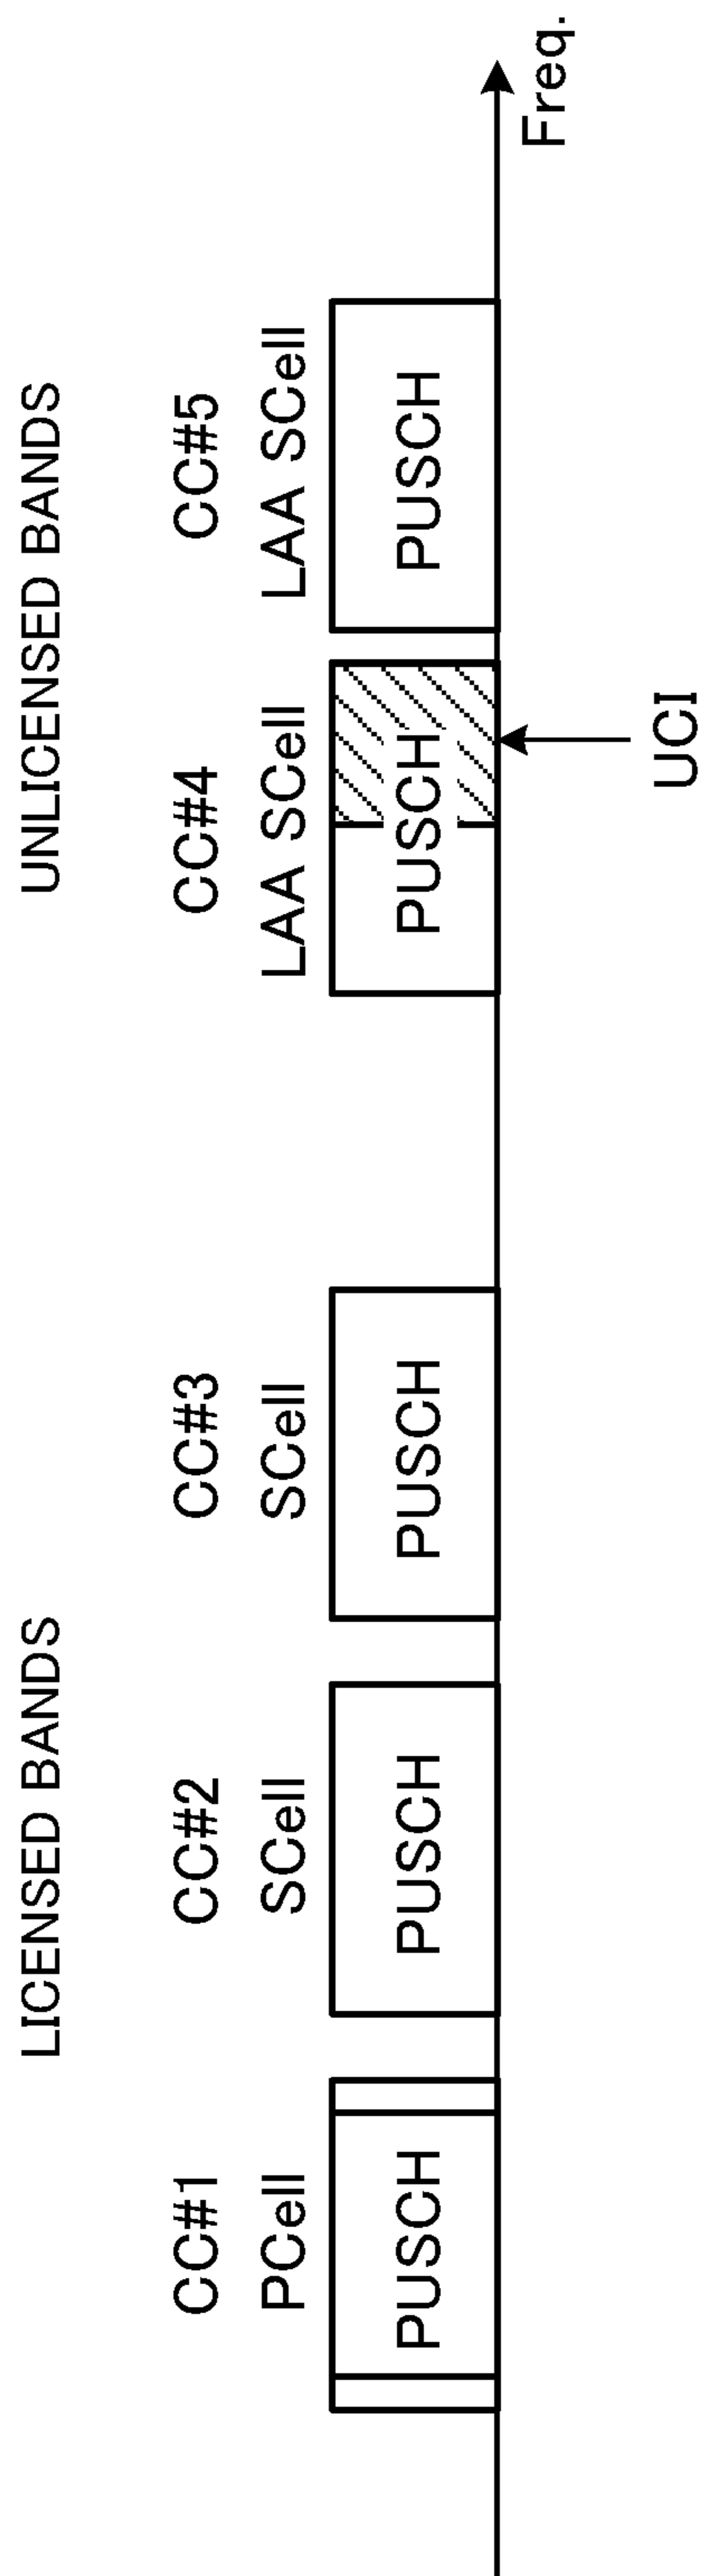 LICENSED BANDS
UNLICENSED BANDS
CC#1
CC#2
CC#3
CC#4
CC#5
PCell
SCell
SCell
LAA SCell
LAA SCell
PUSCH
PUSCH
PUSCH
PUSCH
PUSCH
Freq.
UCI